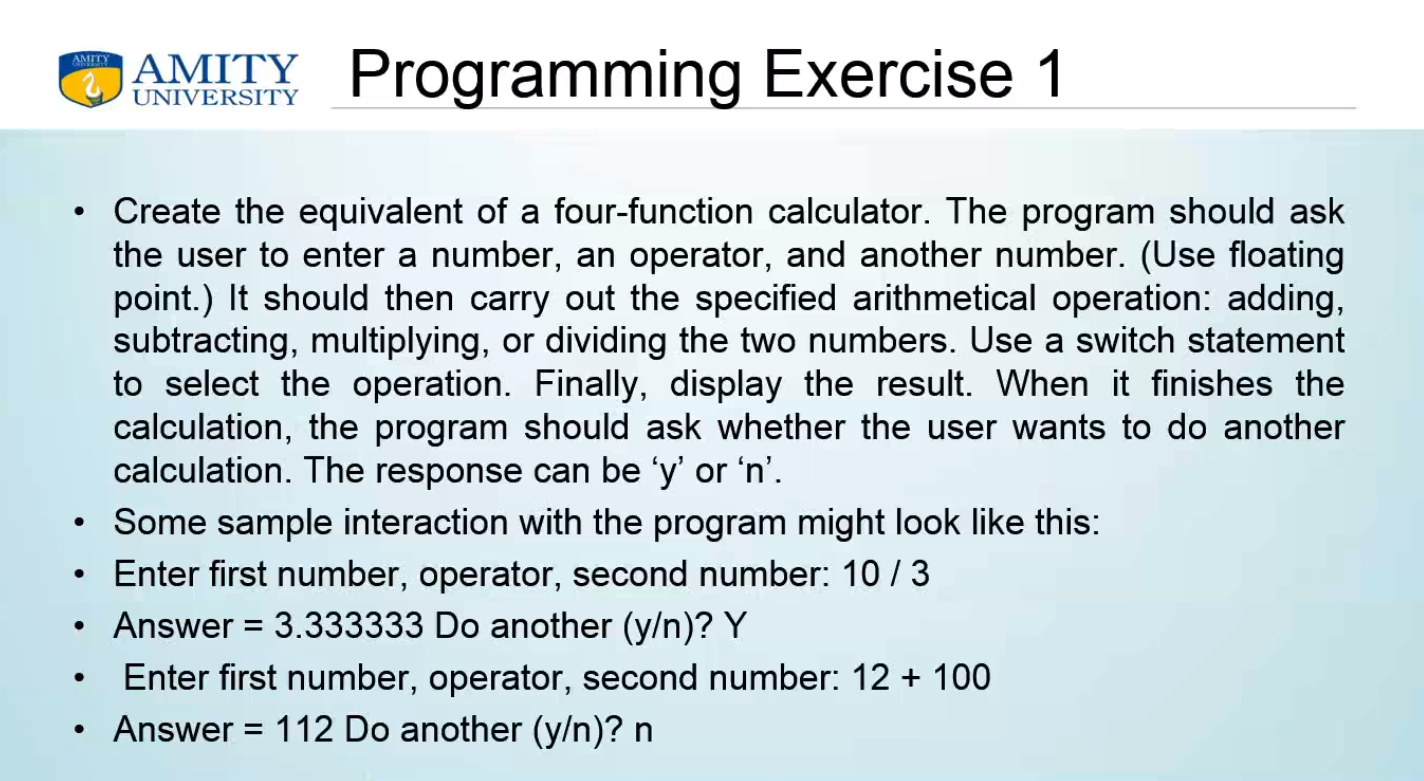 AMITY
UNIVERSITY
AMITY
UNIVERSITY
Programming Exercise 1
• Create the equivalent of a four-function calculator. The program should ask
the user to enter a number, an operator, and another number. (Use floating
point.) It should then carry out the specified arithmetical operation: adding,
subtracting, multiplying, or dividing the two numbers. Use a switch statement
to select the operation. Finally, display the result. When it finishes the
calculation, the program should ask whether the user wants to do another
calculation. The response can be ‘y’ or ‘n’.
• Some sample interaction with the program might look like this:
• Enter first number, operator, second number: 10 / 3
• Answer = 3.333333 Do another (y/n)? Y
• Enter first number, operator, second number: 12 + 100
• Answer = 112 Do another (y/n)? n